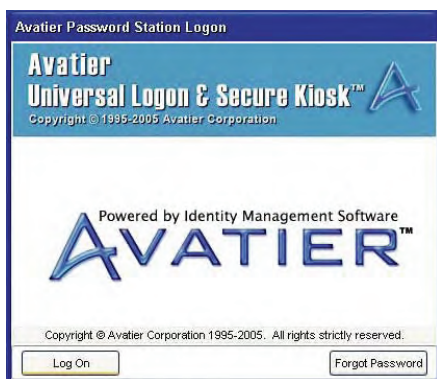 Avatier Password Station Logon
Avatier
Universal Logon & Secure Kiosk™
Copyright © 1995-2005 Avatier Corporation
Powered by Identity Management Software
AVATIER™
Copyright © Avatier Corporation 1995-2005. All rights strictly reserved.
Log On
Forgot Password